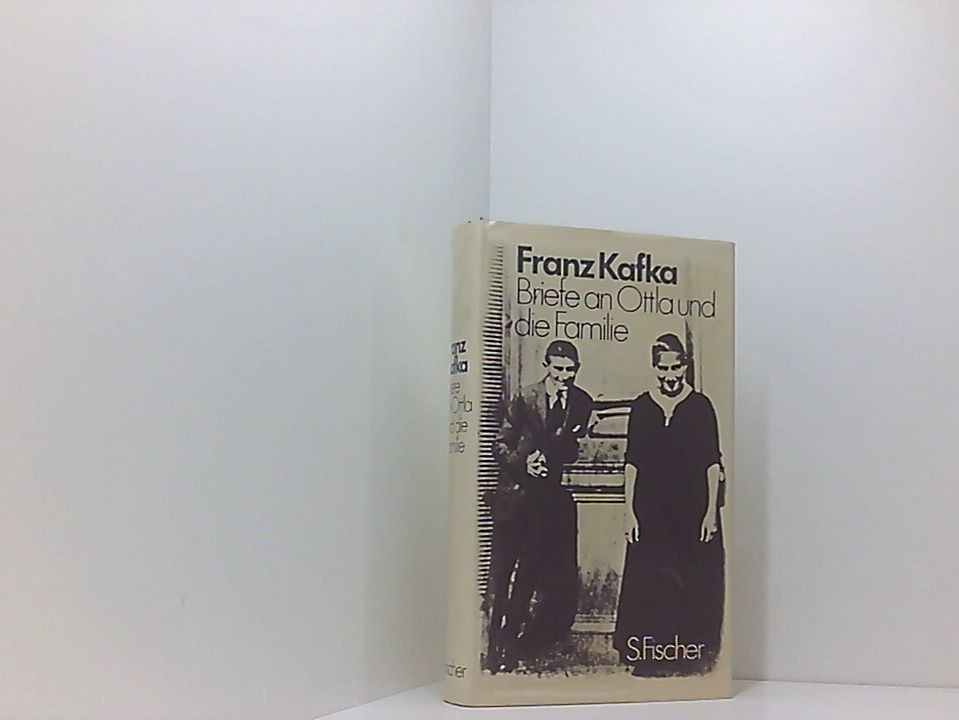 Franz Kafka
Briefe an Ottla und
die Familie
S. Fischer